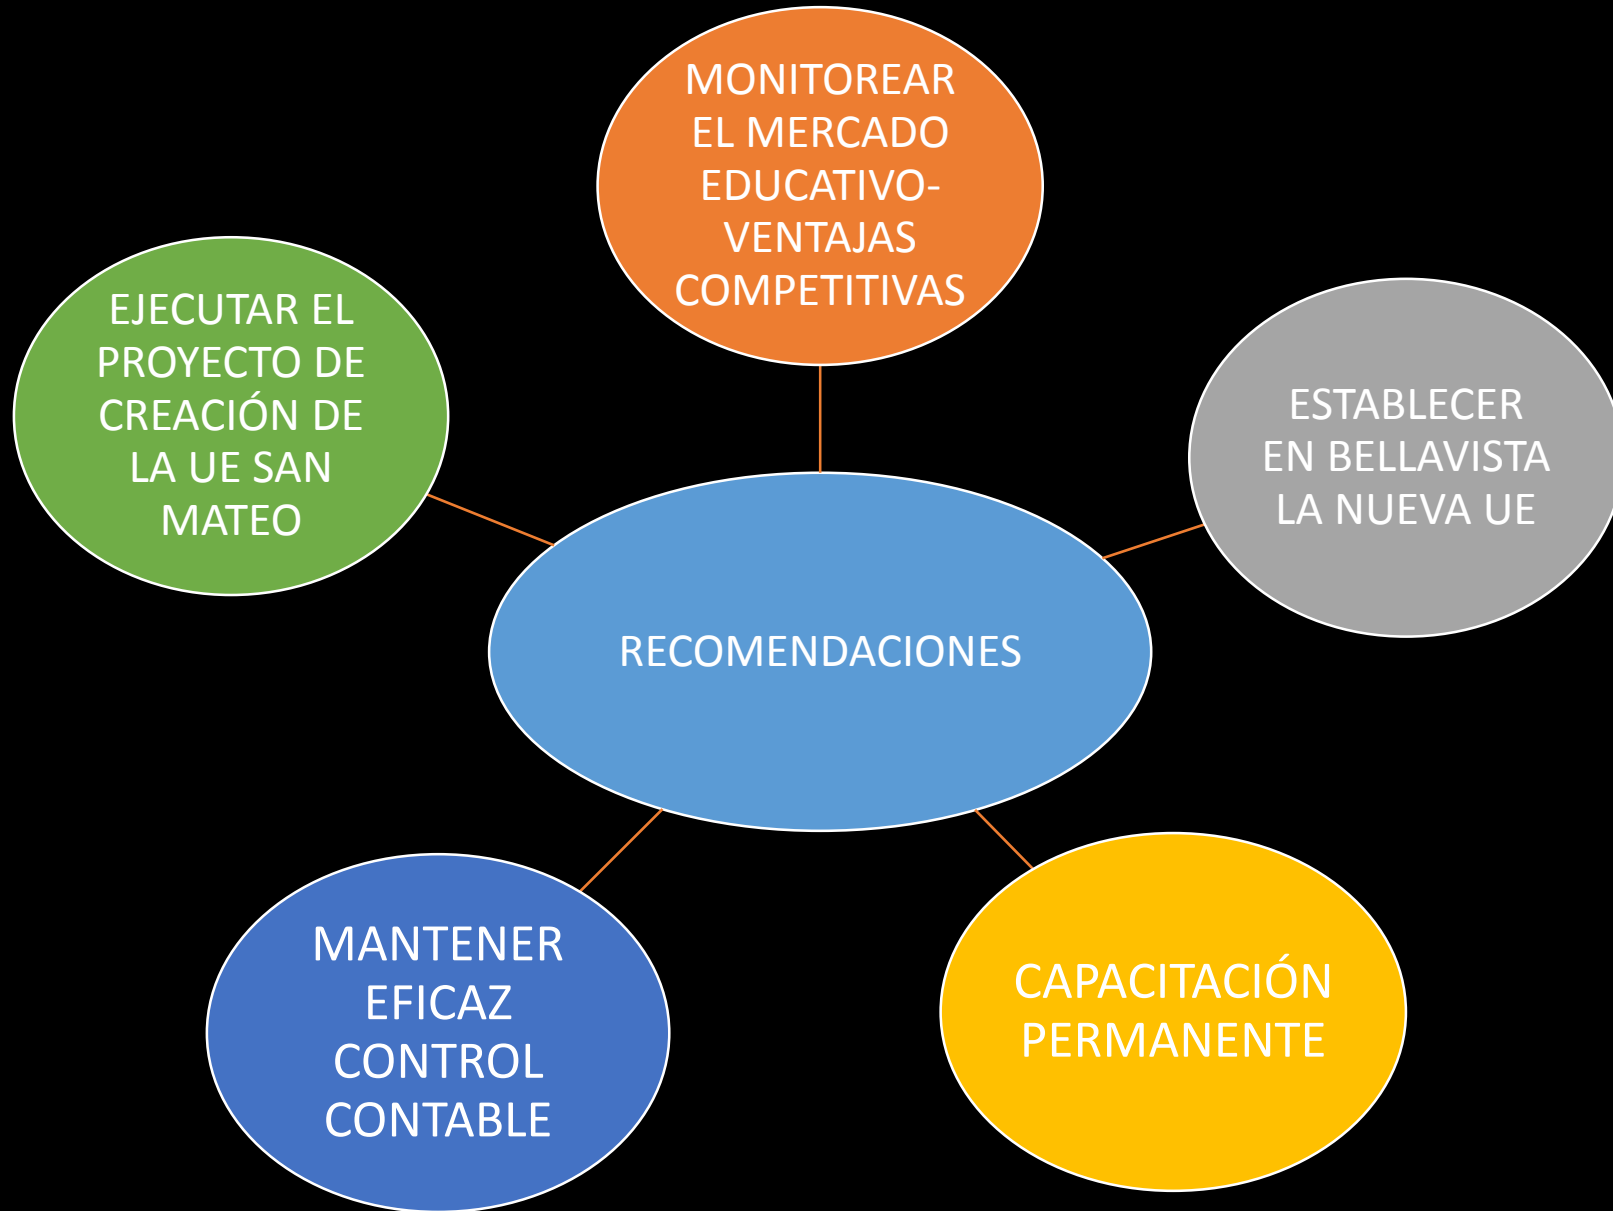 MONITOREAR
EL MERCADO
EDUCATIVO-
VENTAJAS
COMPETITIVAS
EJECUTAR EL
PROYECTO DE
CREACIÓN DE
LA UE SAN
MATEO
ESTABLECER
EN BELLAVISTA
LA NUEVA UE
RECOMENDACIONES
MANTENER
EFICAZ
CONTROL
CONTABLE
CAPACITACIÓN
PERMANENTE